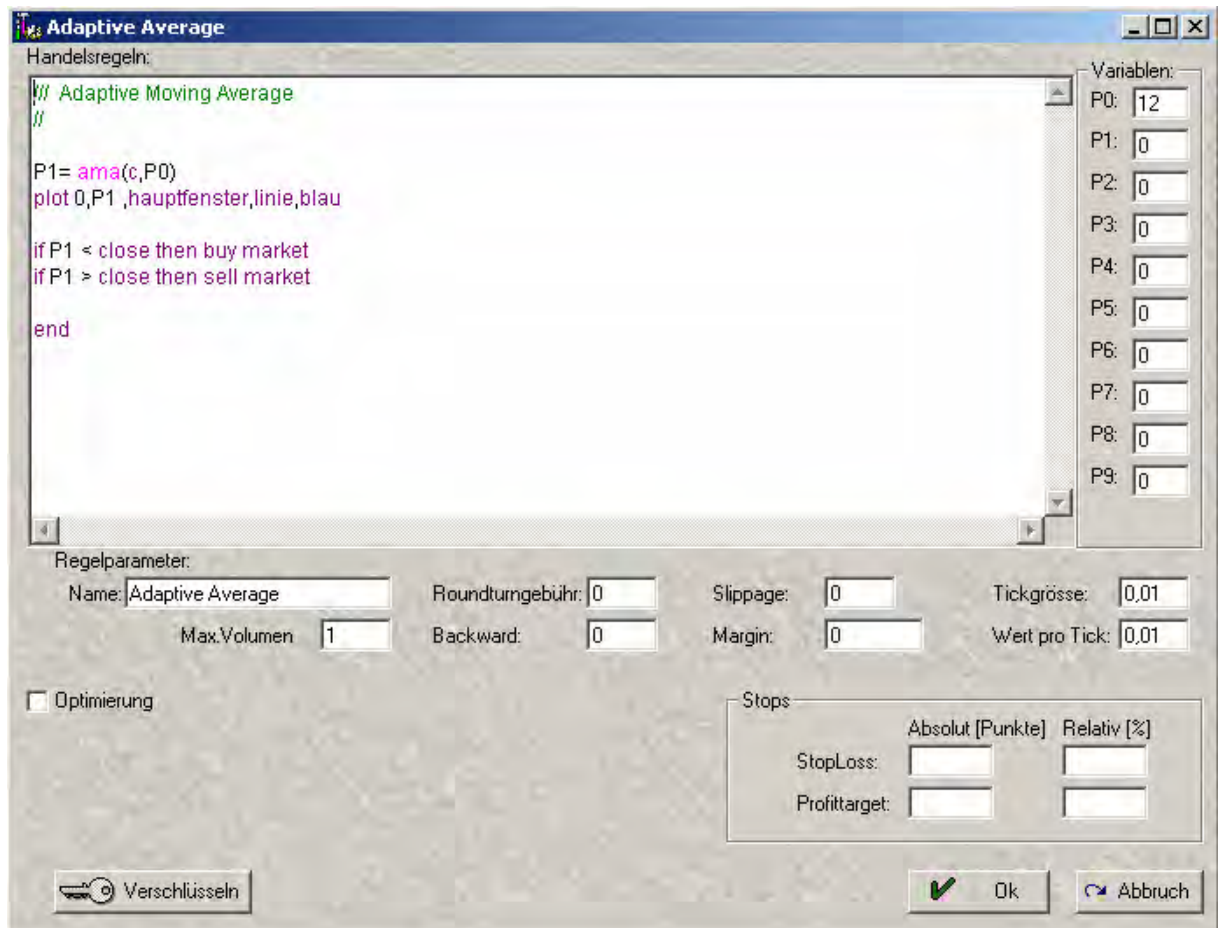 Adaptive Average
Handelsregeln:
/// Adaptive Moving Average
//
P1= ama(c,P0)
plot 0,P1 ,hauptfenster,linie,blau
if P1 < close then buy market
if P1 > close then sell market
end
Variablen:
P0: 12
P1: 0
P2: 0
P3: 0
P4: 0
P5: 0
P6: 0
P7: 0
P8: 0
P9: 0
Regelparameter:
Name: Adaptive Average Roundturngebühr: 0 Slippage: 0 Tickgrösse: 0,01
Max.Volumen 1 Backward: 0 Margin: 0 Wert pro Tick: 0,01
Optimierung
Stops
Absolut [Punkte] Relativ [%]
StopLoss:
Profittarget:
Verschlüsseln Ok Abbruch